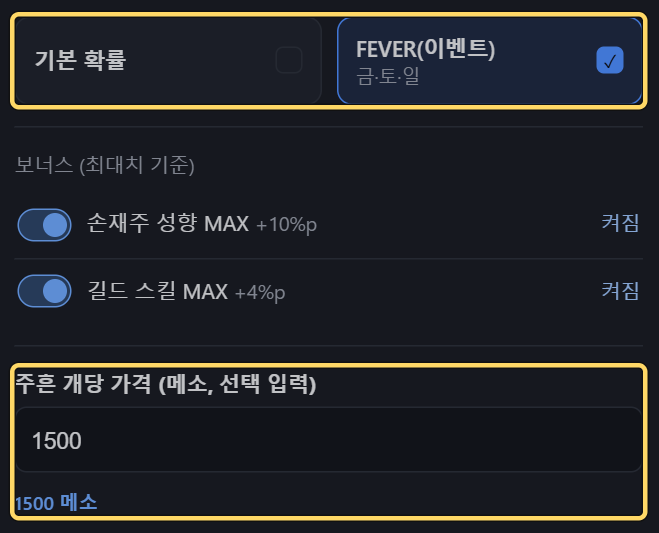 기본 확률
FEVER(이벤트)
금·토·일
보너스 (최대치 기준)
손재주 성향 MAX +10%p 켜짐
길드 스킬 MAX +4%p 켜짐
주흔 개당 가격 (메소, 선택 입력)
1500
1500 메소